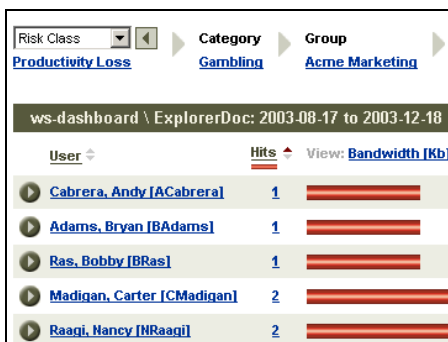 Risk Class Category Group
Productivity Loss Gambling Acme Marketing
ws-dashboard \ ExplorerDoc: 2003-08-17 to 2003-12-18
User Hits View: Bandwidth [Kb]
Cabrera, Andy [ACabrera] 1
Adams, Bryan [BAdams] 1
Ras, Bobby [BRas] 1
Madigan, Carter [CMadigan] 2
Raagi, Nancy [NRaagi] 2